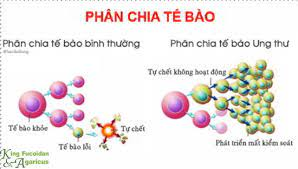 PHÂN CHIA TẾ BÀO
Phân chia tế bào bình thường
Phân chia tế bào Ung thư
Tự chết không hoạt động
Tế bào khỏe
Tự chết
Tế bào lỗi
Phát triển mất kiểm soát
King Fucoidan
& Agaricus